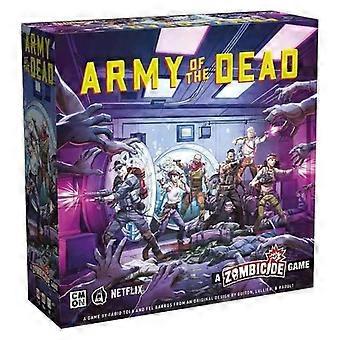 ARMY OF THE DEAD
A ZOMBICIDE GAME
CMON NETFLIX
A GAME BY FABIO TOLA AND FEL BARROS FROM AN ORIGINAL DESIGN BY GUITON, LULLIEN, & RAOULT